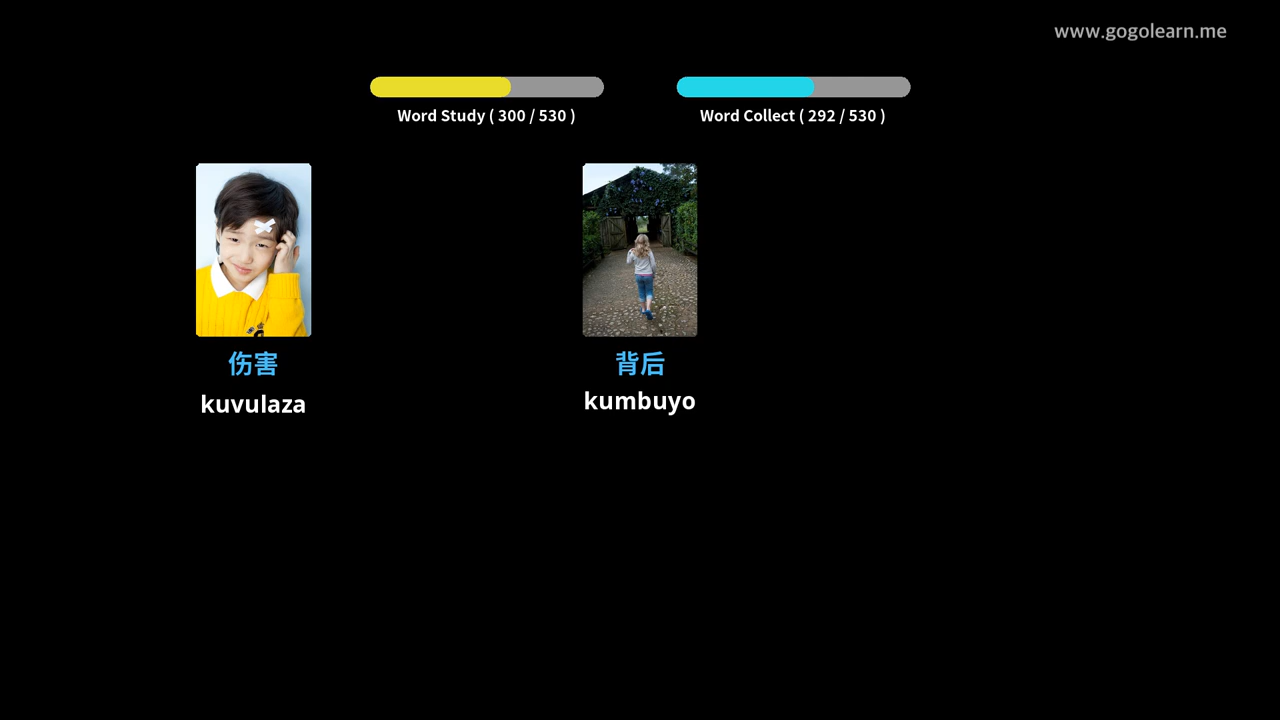 www.gogolearn.me
Word Study ( 300 / 530 )
Word Collect ( 292 / 530 )
伤害
kuvulaza
背后
kumbuyo